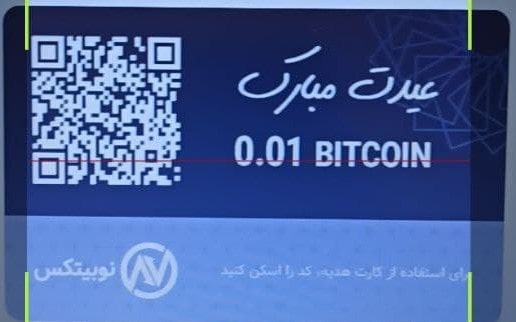 عیدت مبارک
0.01 BITCOIN
برای استفاده از کارت هدیه، کد را اسکن کنید
نوبیتکس